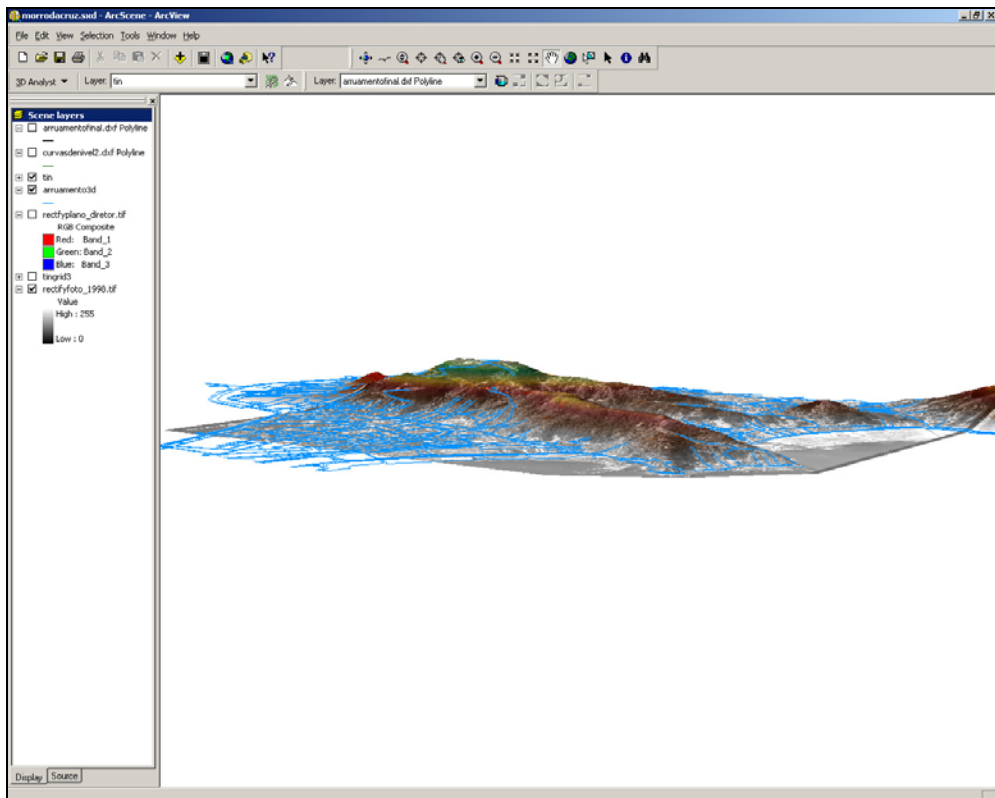 morrodacruz.sxd - ArcScene - ArcView
File Edit View Selection Tools Window Help
3D Analyst Layer: tin Layer: arruamentofinal.dxf Polyline
Scene layers
arruamentofinal.dxf Polyline
curvasdenivel2.dxf Polyline
tin
arruamento3d
rectfyplano_diretor.tif
RGB Composite
Red: Band_1
Green: Band_2
Blue: Band_3
tingrid3
rectifyfoto_1998.tif
Value
High : 255
Low : 0
Display Source